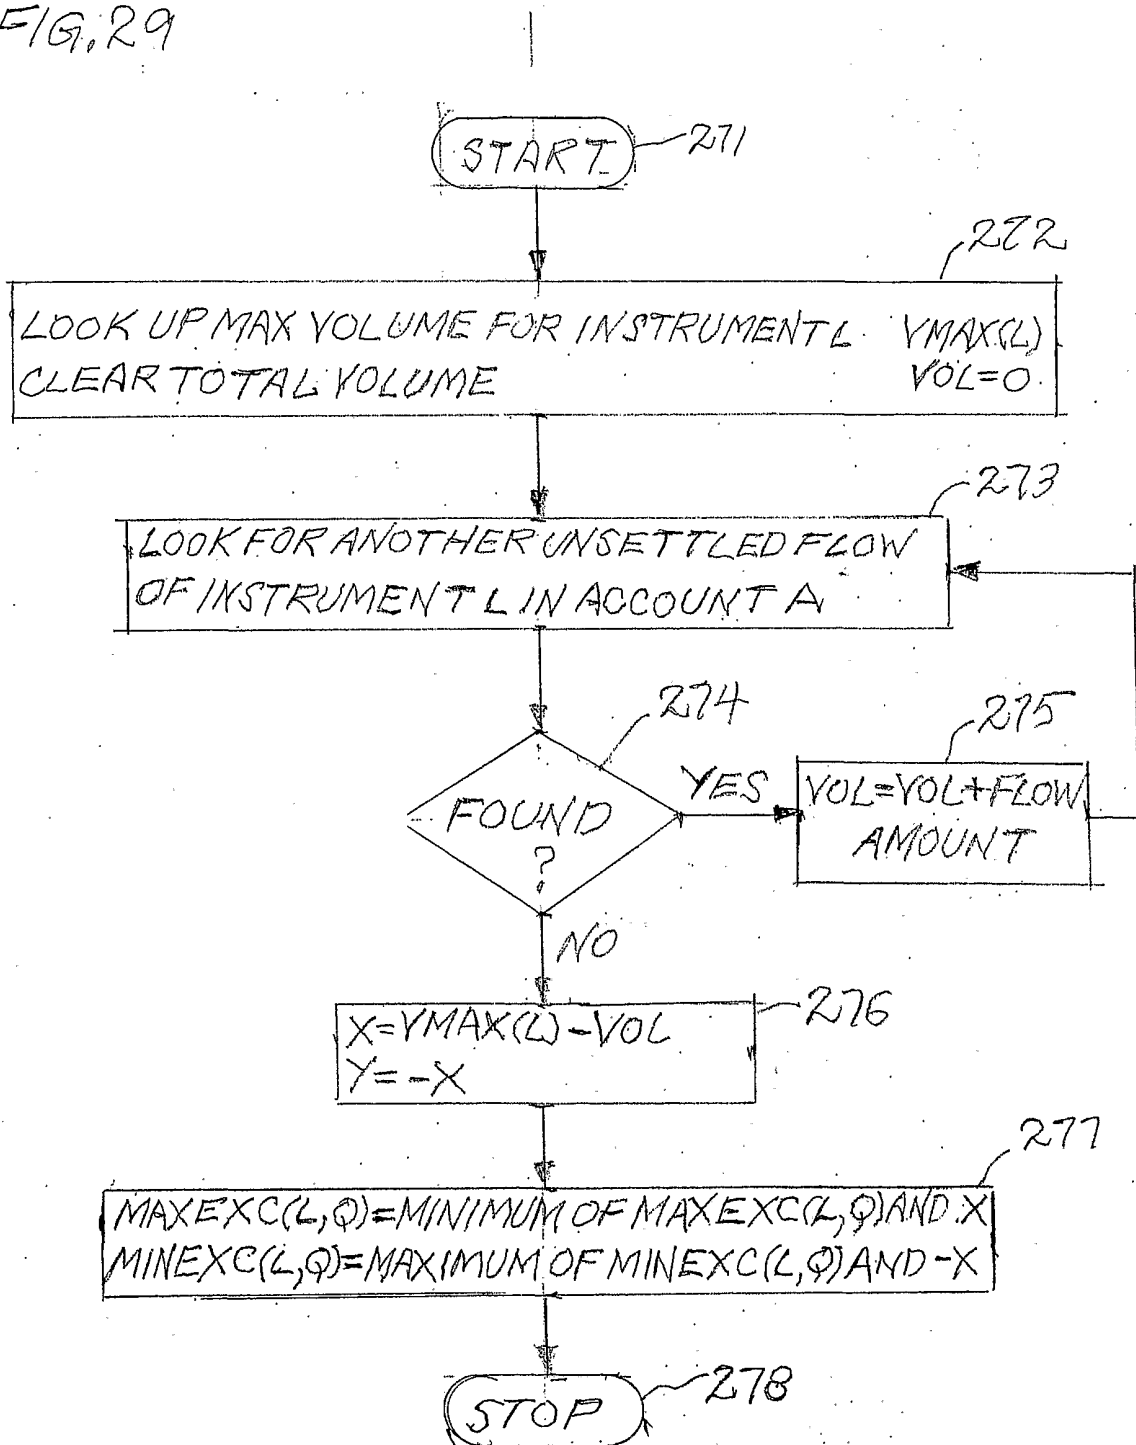 FIG. 29
START
271
272
LOOK UP MAX VOLUME FOR INSTRUMENT L VMAX(L)
CLEAR TOTAL VOLUME VOL=0
273
LOOK FOR ANOTHER UNSETTLED FLOW
OF INSTRUMENT L IN ACCOUNT A
274
275
FOUND
?
YES
VOL=VOL+FLOW
AMOUNT
NO
276
X=VMAX(L)-VOL
Y=-X
277
MAXEXC(L,Q)=MINIMUM OF MAXEXC(L,Q) AND X
MINEXC(L,Q)=MAXIMUM OF MINEXC(L,Q) AND -X
278
STOP